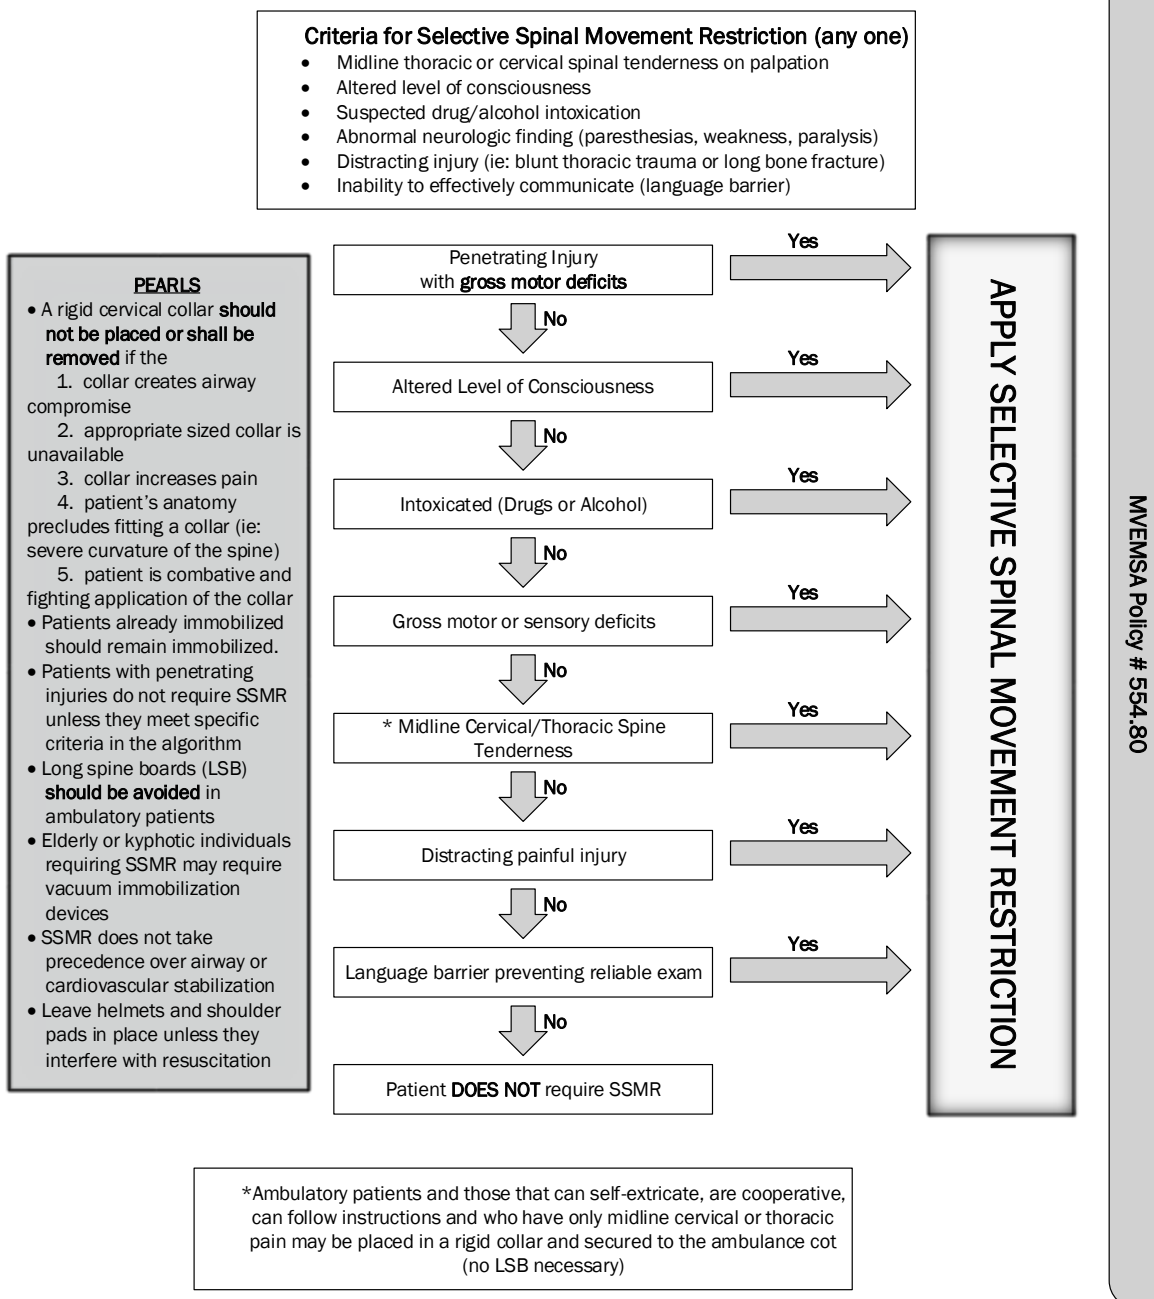 Criteria for Selective Spinal Movement Restriction (any one)
• Midline thoracic or cervical spinal tenderness on palpation
• Altered level of consciousness
• Suspected drug/alcohol intoxication
• Abnormal neurologic finding (paresthesias, weakness, paralysis)
• Distracting injury (ie: blunt thoracic trauma or long bone fracture)
• Inability to effectively communicate (language barrier)
PEARLS
• A rigid cervical collar should
not be placed or shall be
removed if the
1. collar creates airway
compromise
2. appropriate sized collar is
unavailable
3. collar increases pain
4. patient's anatomy
precludes fitting a collar (ie:
severe curvature of the spine)
5. patient is combative and
fighting application of the collar
• Patients already immobilized
should remain immobilized.
• Patients with penetrating
injuries do not require SSMR
unless they meet specific
criteria in the algorithm
• Long spine boards (LSB)
should be avoided in
ambulatory patients
• Elderly or kyphotic individuals
requiring SSMR may require
vacuum immobilization
devices
• SSMR does not take
precedence over airway or
cardiovascular stabilization
• Leave helmets and shoulder
pads in place unless they
interfere with resuscitation
Penetrating Injury
with gross motor deficits
Yes
No
Altered Level of Consciousness
Yes
No
Intoxicated (Drugs or Alcohol)
Yes
No
Gross motor or sensory deficits
Yes
No
* Midline Cervical/Thoracic Spine
Tenderness
Yes
No
Distracting painful injury
Yes
No
Language barrier preventing reliable exam
Yes
No
Patient DOES NOT require SSMR
APPLY SELECTIVE SPINAL MOVEMENT RESTRICTION
MVEMSA Policy # 554.80
*Ambulatory patients and those that can self-extricate, are cooperative,
can follow instructions and who have only midline cervical or thoracic
pain may be placed in a rigid collar and secured to the ambulance cot
(no LSB necessary)